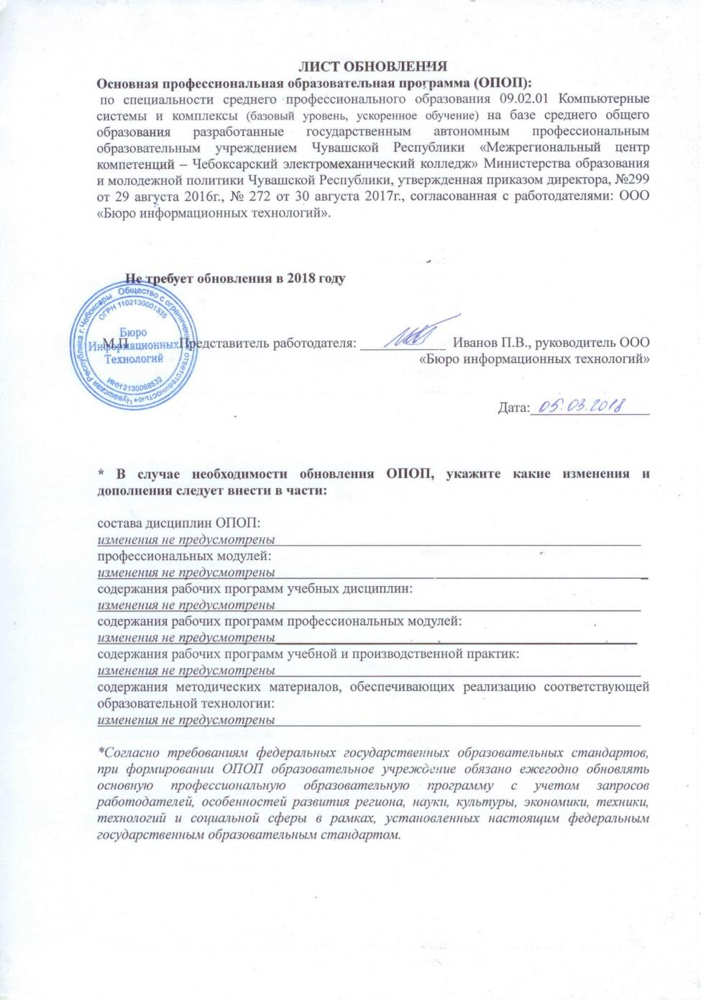 ЛИСТ ОБНОВЛЕНИЯ
Основная профессиональная образовательная программа (ОПОП):
по специальности среднего профессионального образования 09.02.01 Компьютерные
системы и комплексы (базовый уровень, ускоренное обучение) на базе среднего общего
образования разработанные государственным автономным профессиональным
образовательным учреждением Чувашской Республики «Межрегиональный центр
компетенций – Чебоксарский электромеханический колледж» Министерства образования
и молодежной политики Чувашской Республики, утвержденная приказом директора, №299
от 29 августа 2016г., № 272 от 30 августа 2017г., согласованная с работодателями: ООО
«Бюро информационных технологий».
Не требует обновления в 2018 году
Чувашская Республика г. Чебоксары Общество с ограниченной ответственностью
ОГРН 1102130001335
Бюро
Информационных
Технологий
ИНН 2130068532
М.П. Представитель работодателя: ____________ Иванов П.В., руководитель ООО
«Бюро информационных технологий»
Дата: 05.03.2018
* В случае необходимости обновления ОПОП, укажите какие изменения и
дополнения следует внести в части:
состава дисциплин ОПОП:
изменения не предусмотрены
профессиональных модулей:
изменения не предусмотрены
содержания рабочих программ учебных дисциплин:
изменения не предусмотрены
содержания рабочих программ профессиональных модулей:
изменения не предусмотрены
содержания рабочих программ учебной и производственной практик:
изменения не предусмотрены
содержания методических материалов, обеспечивающих реализацию соответствующей
образовательной технологии:
изменения не предусмотрены
*Согласно требованиям федеральных государственных образовательных стандартов,
при формировании ОПОП образовательное учреждение обязано ежегодно обновлять
основную профессиональную образовательную программу с учетом запросов
работодателей, особенностей развития региона, науки, культуры, экономики, техники,
технологий и социальной сферы в рамках, установленных настоящим федеральным
государственным образовательным стандартом.